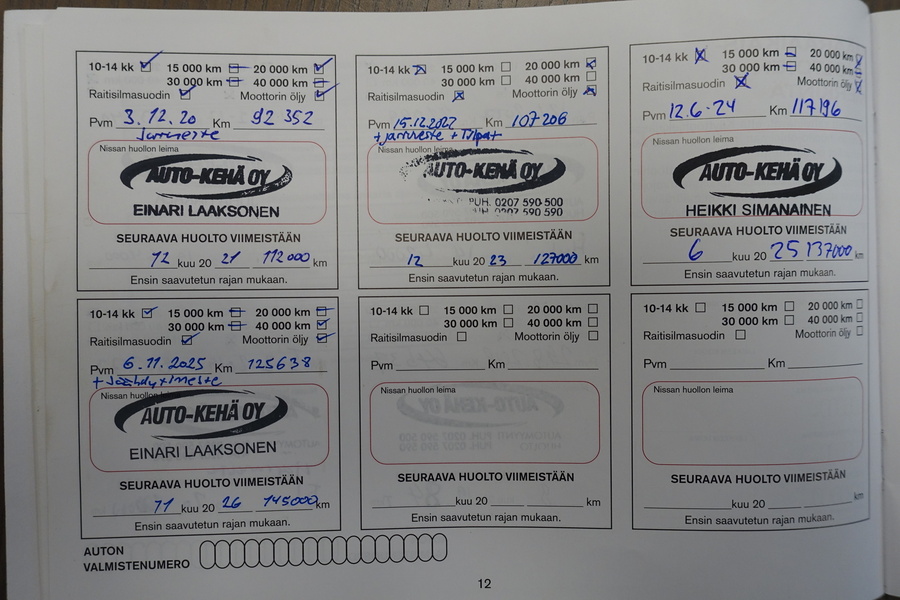 10-14 kk 15 000 km 20 000 km
30 000 km 40 000 km
Raitisilmasuodin Moottorin öljy
Pvm 3.12.20 Km 92 352
Jarruneste
Nissan huollon leima
AUTO-KEHÄ OY
EINARI LAAKSONEN
SEURAAVA HUOLTO VIIMEISTÄÄN
12 kuu 20 21 112000 km
Ensin saavutetun rajan mukaan.
10-14 kk 15 000 km 20 000 km
30 000 km 40 000 km
Raitisilmasuodin Moottorin öljy
Pvm 15.12.2022 Km 107206
+ jarruneste + Tulpat
Nissan huollon leima
AUTO-KEHÄ OY
PUH. 0207 590 500
0207 590 590
SEURAAVA HUOLTO VIIMEISTÄÄN
12 kuu 20 23 127000 km
Ensin saavutetun rajan mukaan.
10-14 kk 15 000 km 20 000 km
30 000 km 40 000 km
Raitisilmasuodin Moottorin öljy
Pvm 12.6.24 Km 117196
Nissan huollon leima
AUTO-KEHÄ OY
HEIKKI SIMANAINEN
SEURAAVA HUOLTO VIIMEISTÄÄN
6 kuu 20 25 137000 km
Ensin saavutetun rajan mukaan.
10-14 kk 15 000 km 20 000 km
30 000 km 40 000 km
Raitisilmasuodin Moottorin öljy
Pvm 6.11.2025 Km 125638
Nissan huollon leima
AUTO-KEHÄ OY
EINARI LAAKSONEN
SEURAAVA HUOLTO VIIMEISTÄÄN
11 kuu 20 26 145000 km
Ensin saavutetun rajan mukaan.
10-14 kk 15 000 km 20 000 km
30 000 km 40 000 km
Raitisilmasuodin Moottorin öljy
Pvm Km
Nissan huollon leima
SEURAAVA HUOLTO VIIMEISTÄÄN
kuu 20 km
Ensin saavutetun rajan mukaan.
10-14 kk 15 000 km 20 000 km
30 000 km 40 000 km
Raitisilmasuodin Moottorin öljy
Pvm Km
Nissan huollon leima
SEURAAVA HUOLTO VIIMEISTÄÄN
kuu 20 km
Ensin saavutetun rajan mukaan.
AUTON
VALMISTENUMERO
12